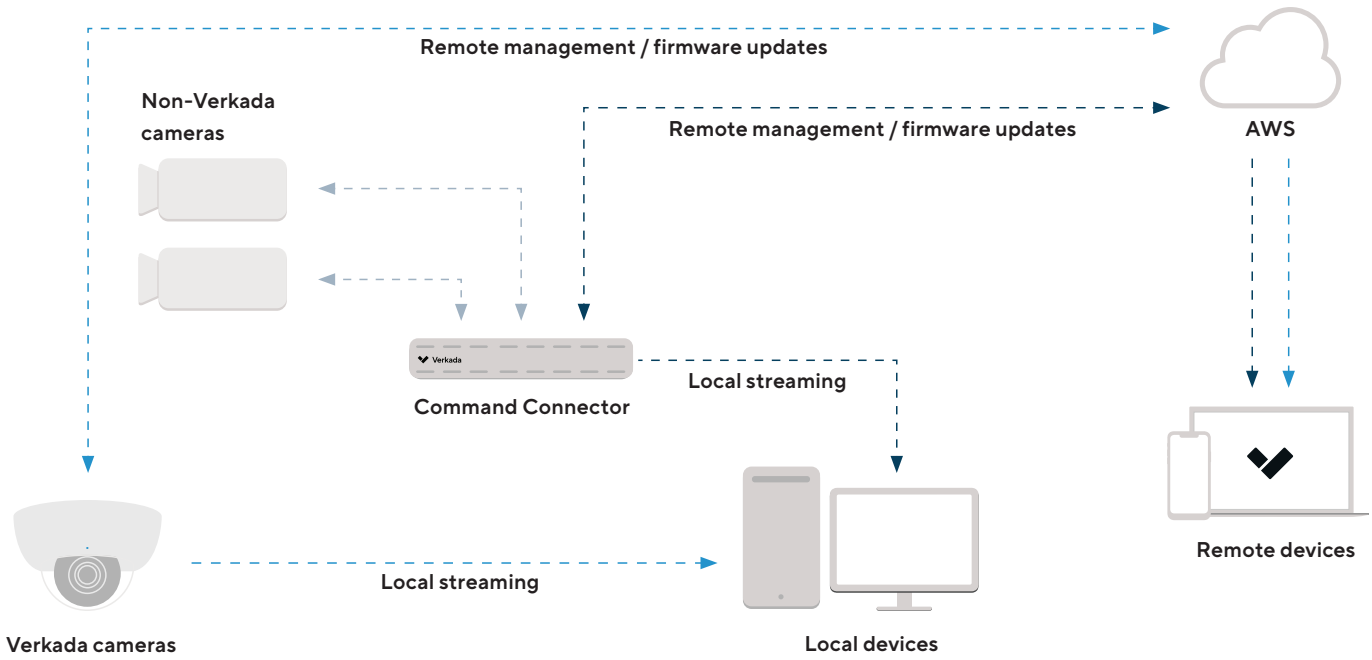 Remote management / firmware updates
Non-Verkada
cameras
Remote management / firmware updates
AWS
Verkada
Local streaming
Command Connector
Remote devices
Local streaming
Verkada cameras
Local devices